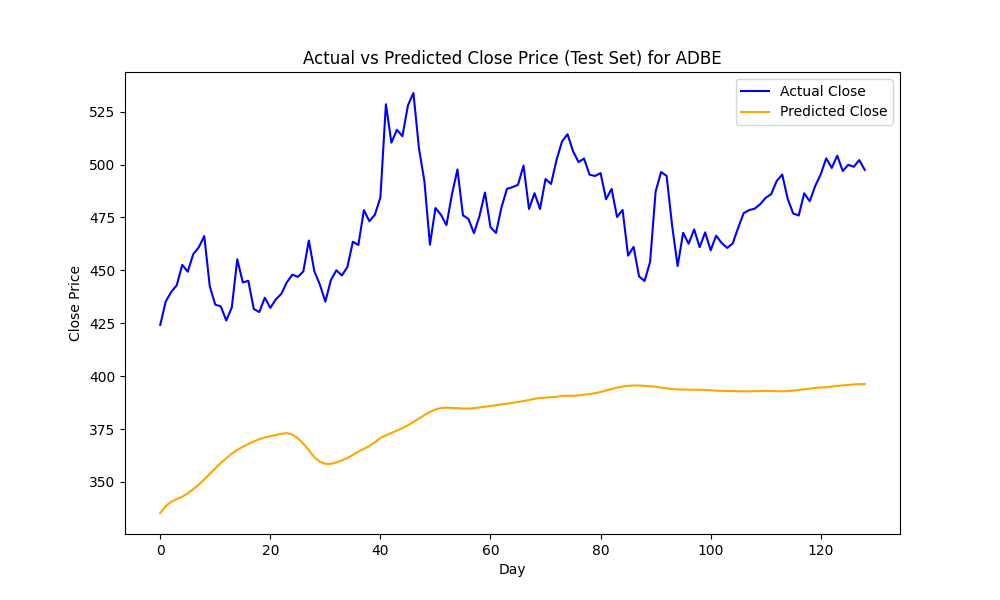 Actual vs Predicted Close Price (Test Set) for ADBE
Actual Close
Predicted Close
Close Price
525
500
475
450
425
400
375
350
0 20 40 60 80 100 120
Day